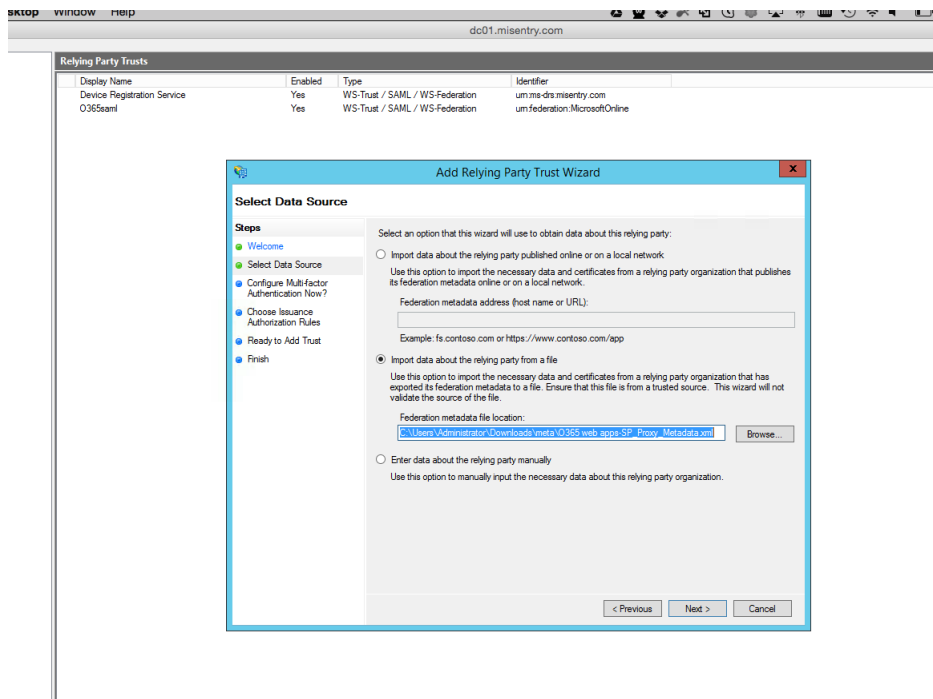 Window Help
dc01.misentry.com
Relying Party Trusts
Display Name Enabled Type Identifier
Device Registration Service Yes WS-Trust / SAML / WS-Federation urn:ms-drs:misentry.com
O365saml Yes WS-Trust / SAML / WS-Federation urn:federation:MicrosoftOnline
Add Relying Party Trust Wizard
X
Select Data Source
Steps
Welcome
Select Data Source
Configure Multi-factor
Authentication Now?
Choose Issuance
Authorization Rules
Ready to Add Trust
Finish
Select an option that this wizard will use to obtain data about this relying party:
Import data about the relying party published online or on a local network
Use this option to import the necessary data and certificates from a relying party organization that publishes
its federation metadata online or on a local network.
Federation metadata address (host name or URL):
Example: fs.contoso.com or https://www.contoso.com/app
Import data about the relying party from a file
Use this option to import the necessary data and certificates from a relying party organization that has
exported its federation metadata to a file. Ensure that this file is from a trusted source. This wizard will not
validate the source of the file.
Federation metadata file location:
C:\Users\Administrator\Downloads\meta\O365 web apps-SP_Proxy_Metadata.xml
Browse...
Enter data about the relying party manually
Use this option to manually input the necessary data about this relying party organization.
< Previous Next > Cancel